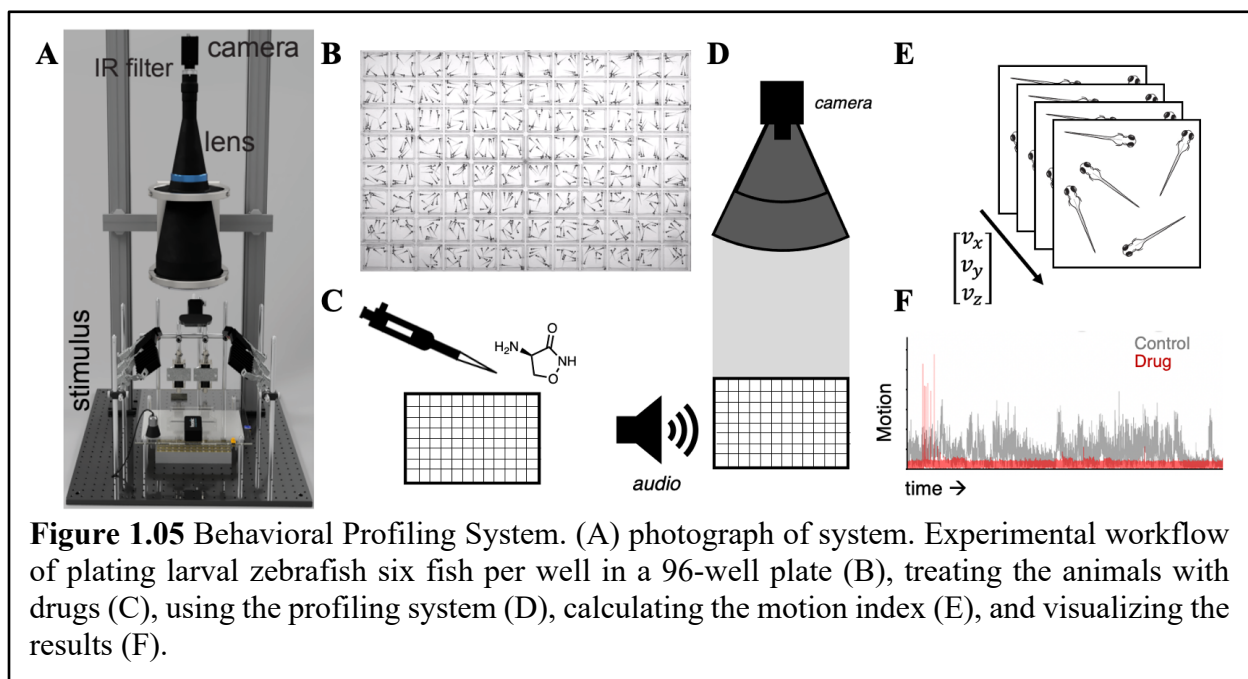 A
camera
IR filter
lens
stimulus
B
C
O
H₂N
NH
O
audio
D
camera
E
vₓ
vᵧ
v_z
F
Control
Drug
Motion
time →
Figure 1.05 Behavioral Profiling System. (A) photograph of system. Experimental workflow
of plating larval zebrafish six fish per well in a 96-well plate (B), treating the animals with
drugs (C), using the profiling system (D), calculating the motion index (E), and visualizing the
results (F).